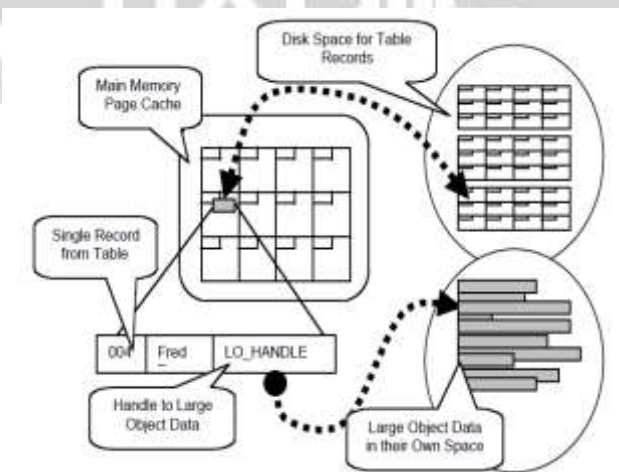 Disk Space for Table
Records
Main Memory
Page Cache
Single Record
from Table
004
Fred
LO_HANDLE
Handle to Large
Object Data
Large Object Data
in their Own Space